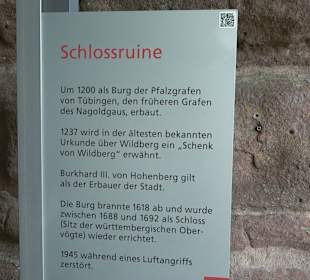 Schlossruine
Um 1200 als Burg der Pfalzgrafen
von Tübingen, den früheren Grafen
des Nagoldgaus, erbaut.
1237 wird in der ältesten bekannten
Urkunde über Wildberg ein „Schenk
von Wildberg“ erwähnt.
Burkhard III. von Hohenberg gilt
als der Erbauer der Stadt.
Die Burg brannte 1618 ab und wurde
zwischen 1688 und 1692 als Schloss
(Sitz der württembergischen Ober-
vögte) wieder errichtet.
1945 während eines Luftangriffs
zerstört.